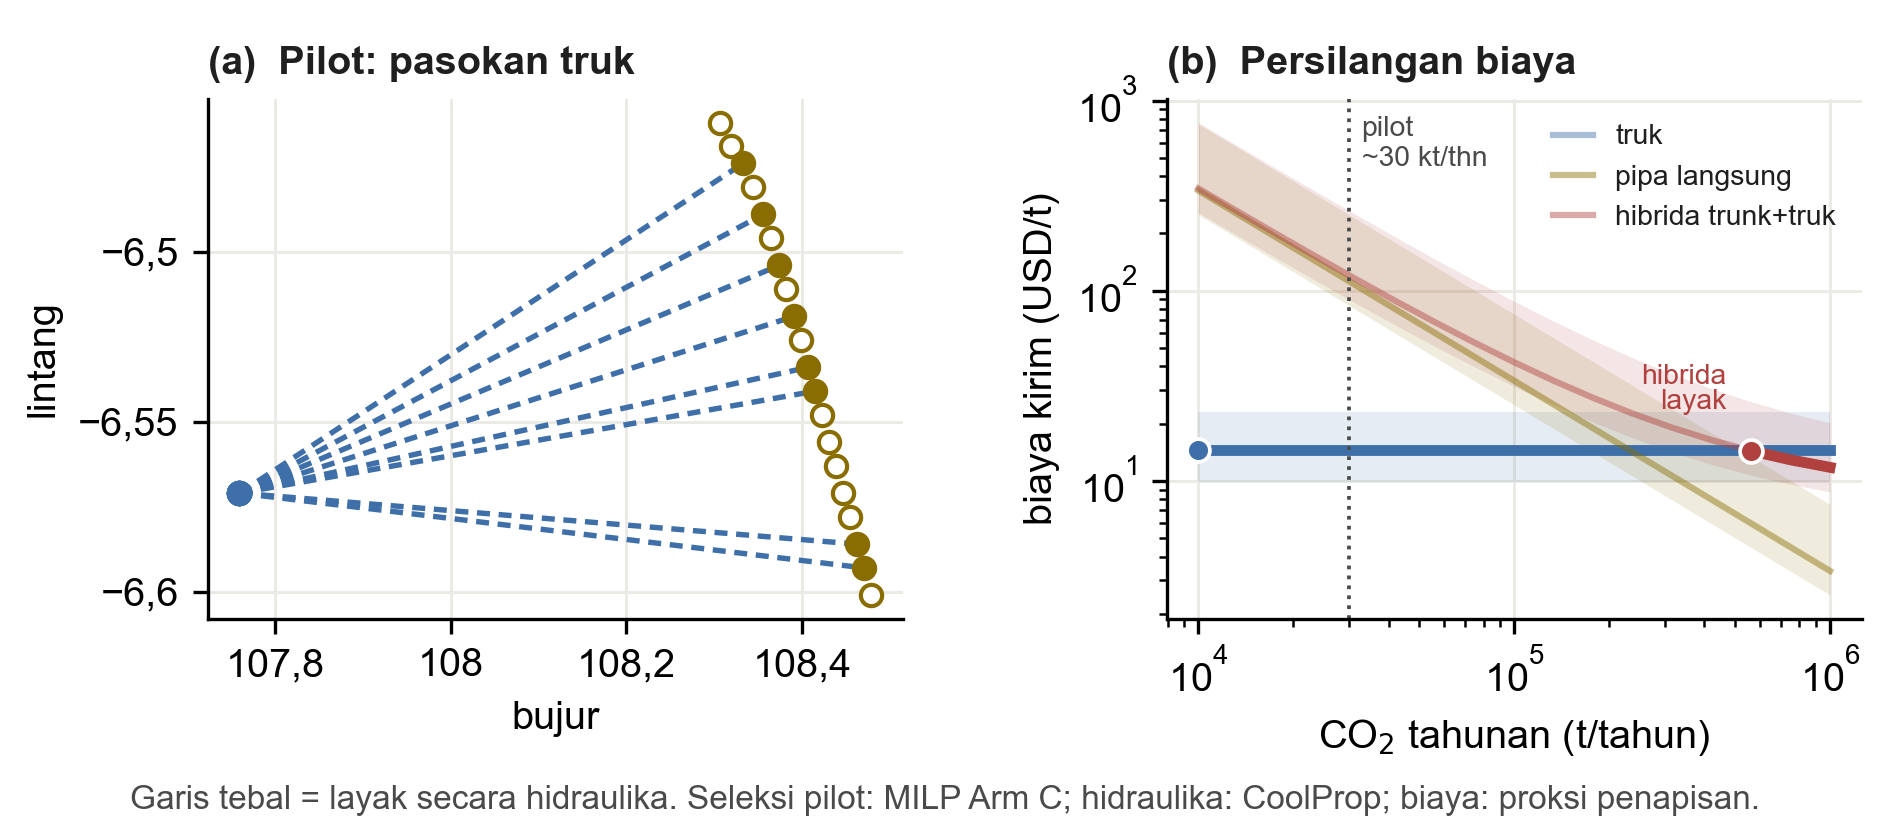 (a) Pilot: pasokan truk
−6,5
−6,55
−6,6
lintang
107,8
108
108,2
108,4
bujur
(b) Persilangan biaya
10³
10²
10¹
biaya kirim (USD/t)
pilot
~30 kt/thn
truk
pipa langsung
hibrida trunk+truk
hibrida
layak
10⁴
10⁵
10⁶
CO₂ tahunan (t/tahun)
Garis tebal = layak secara hidraulika. Seleksi pilot: MILP Arm C; hidraulika: CoolProp; biaya: proksi penapisan.